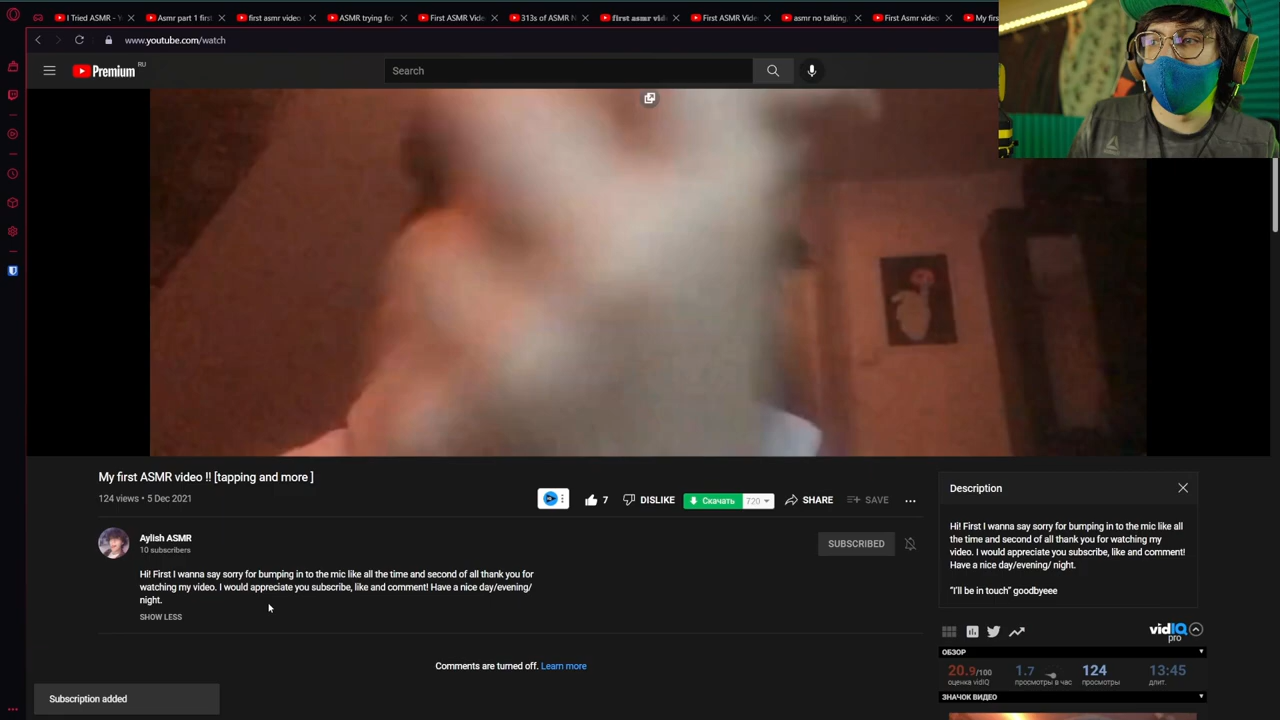 I Tried ASMR -
Asmr part 1 first
first asmr video
ASMR trying for
First ASMR Vide
313s of ASMR N
first asmr vid
First ASMR Vide
asmr no talking,
First Asmr video
My firs
www.youtube.com/watch
Premium RU
Search
My first ASMR video !! [tapping and more ]
124 views • 5 Dec 2021
7
DISLIKE
Скачать 720
SHARE
SAVE
Aylish ASMR
10 subscribers
SUBSCRIBED
Hi! First I wanna say sorry for bumping in to the mic like all the time and second of all thank you for
watching my video. I would appreciate you subscribe, like and comment! Have a nice day/evening/
night.
SHOW LESS
Comments are turned off. Learn more
Subscription added
Description
Hi! First I wanna say sorry for bumping in to the mic like all
the time and second of all thank you for watching my
video. I would appreciate you subscribe, like and comment!
Have a nice day/evening/ night.
"I'll be in touch" goodbyeee
vidIQ
pro
ОБЗОР
20.9/100
оценка vidIQ
1.7
просмотры в час
124
просмотры
13:45
длит.
ЗНАЧОК ВИДЕО